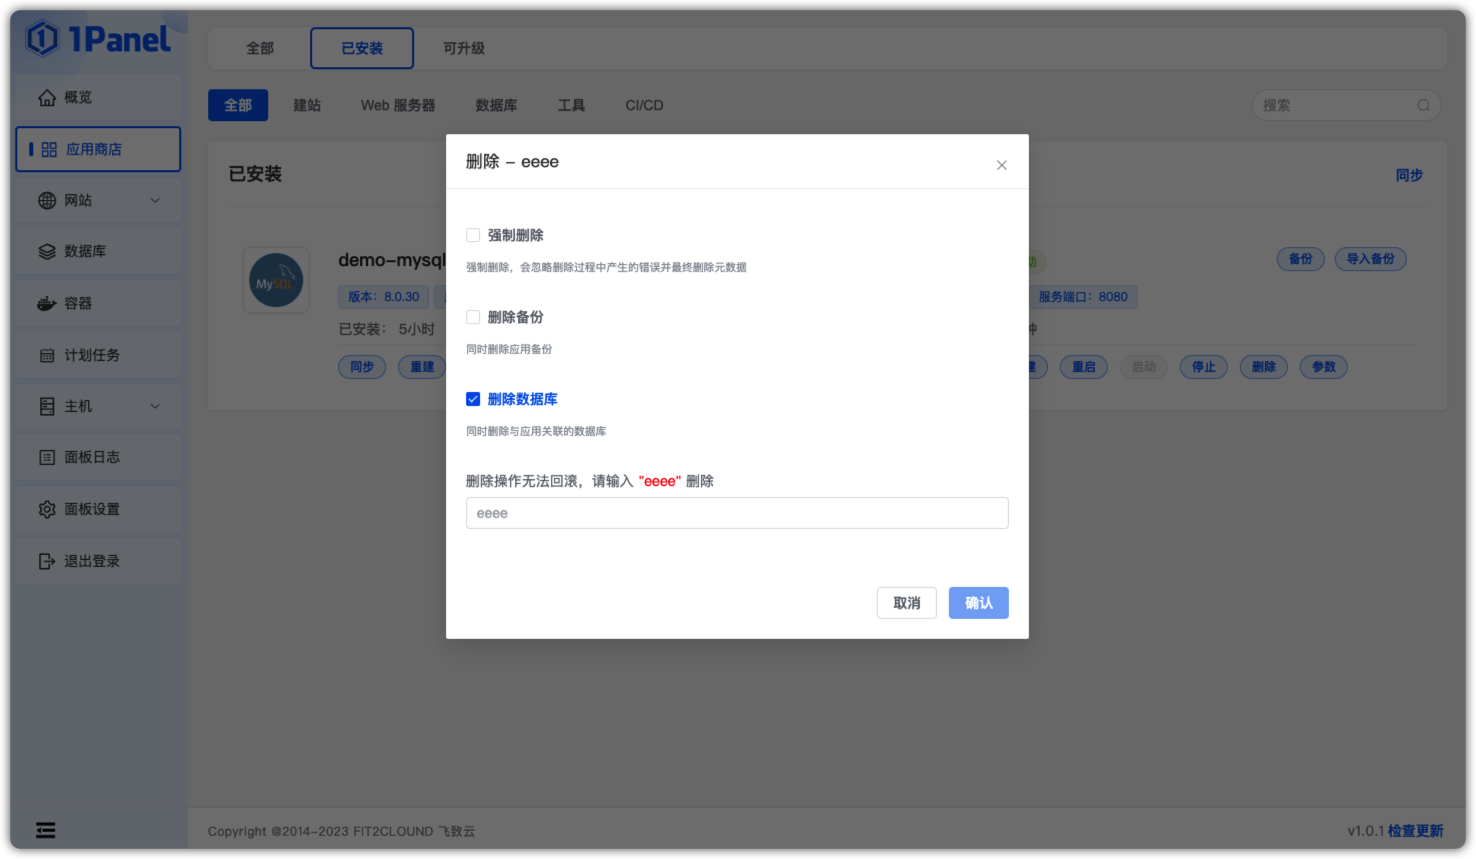 1Panel
概览
应用商店
网站
数据库
容器
计划任务
主机
面板日志
面板设置
退出登录
全部
已安装
可升级
全部
建站
Web 服务器
数据库
工具
CI/CD
搜索
已安装
同步
MySQL
demo-mysql
版本：8.0.30
已安装： 5小时
同步
重建
备份
导入备份
服务端口：8080
钟
重启
启动
停止
删除
参数
删除 - eeee
强制删除
强制删除，会忽略删除过程中产生的错误并最终删除元数据
删除备份
同时删除应用备份
删除数据库
同时删除与应用关联的数据库
删除操作无法回滚，请输入 "eeee" 删除
eeee
取消
确认
Copyright @2014-2023 FIT2CLOUND 飞致云
v1.0.1 检查更新